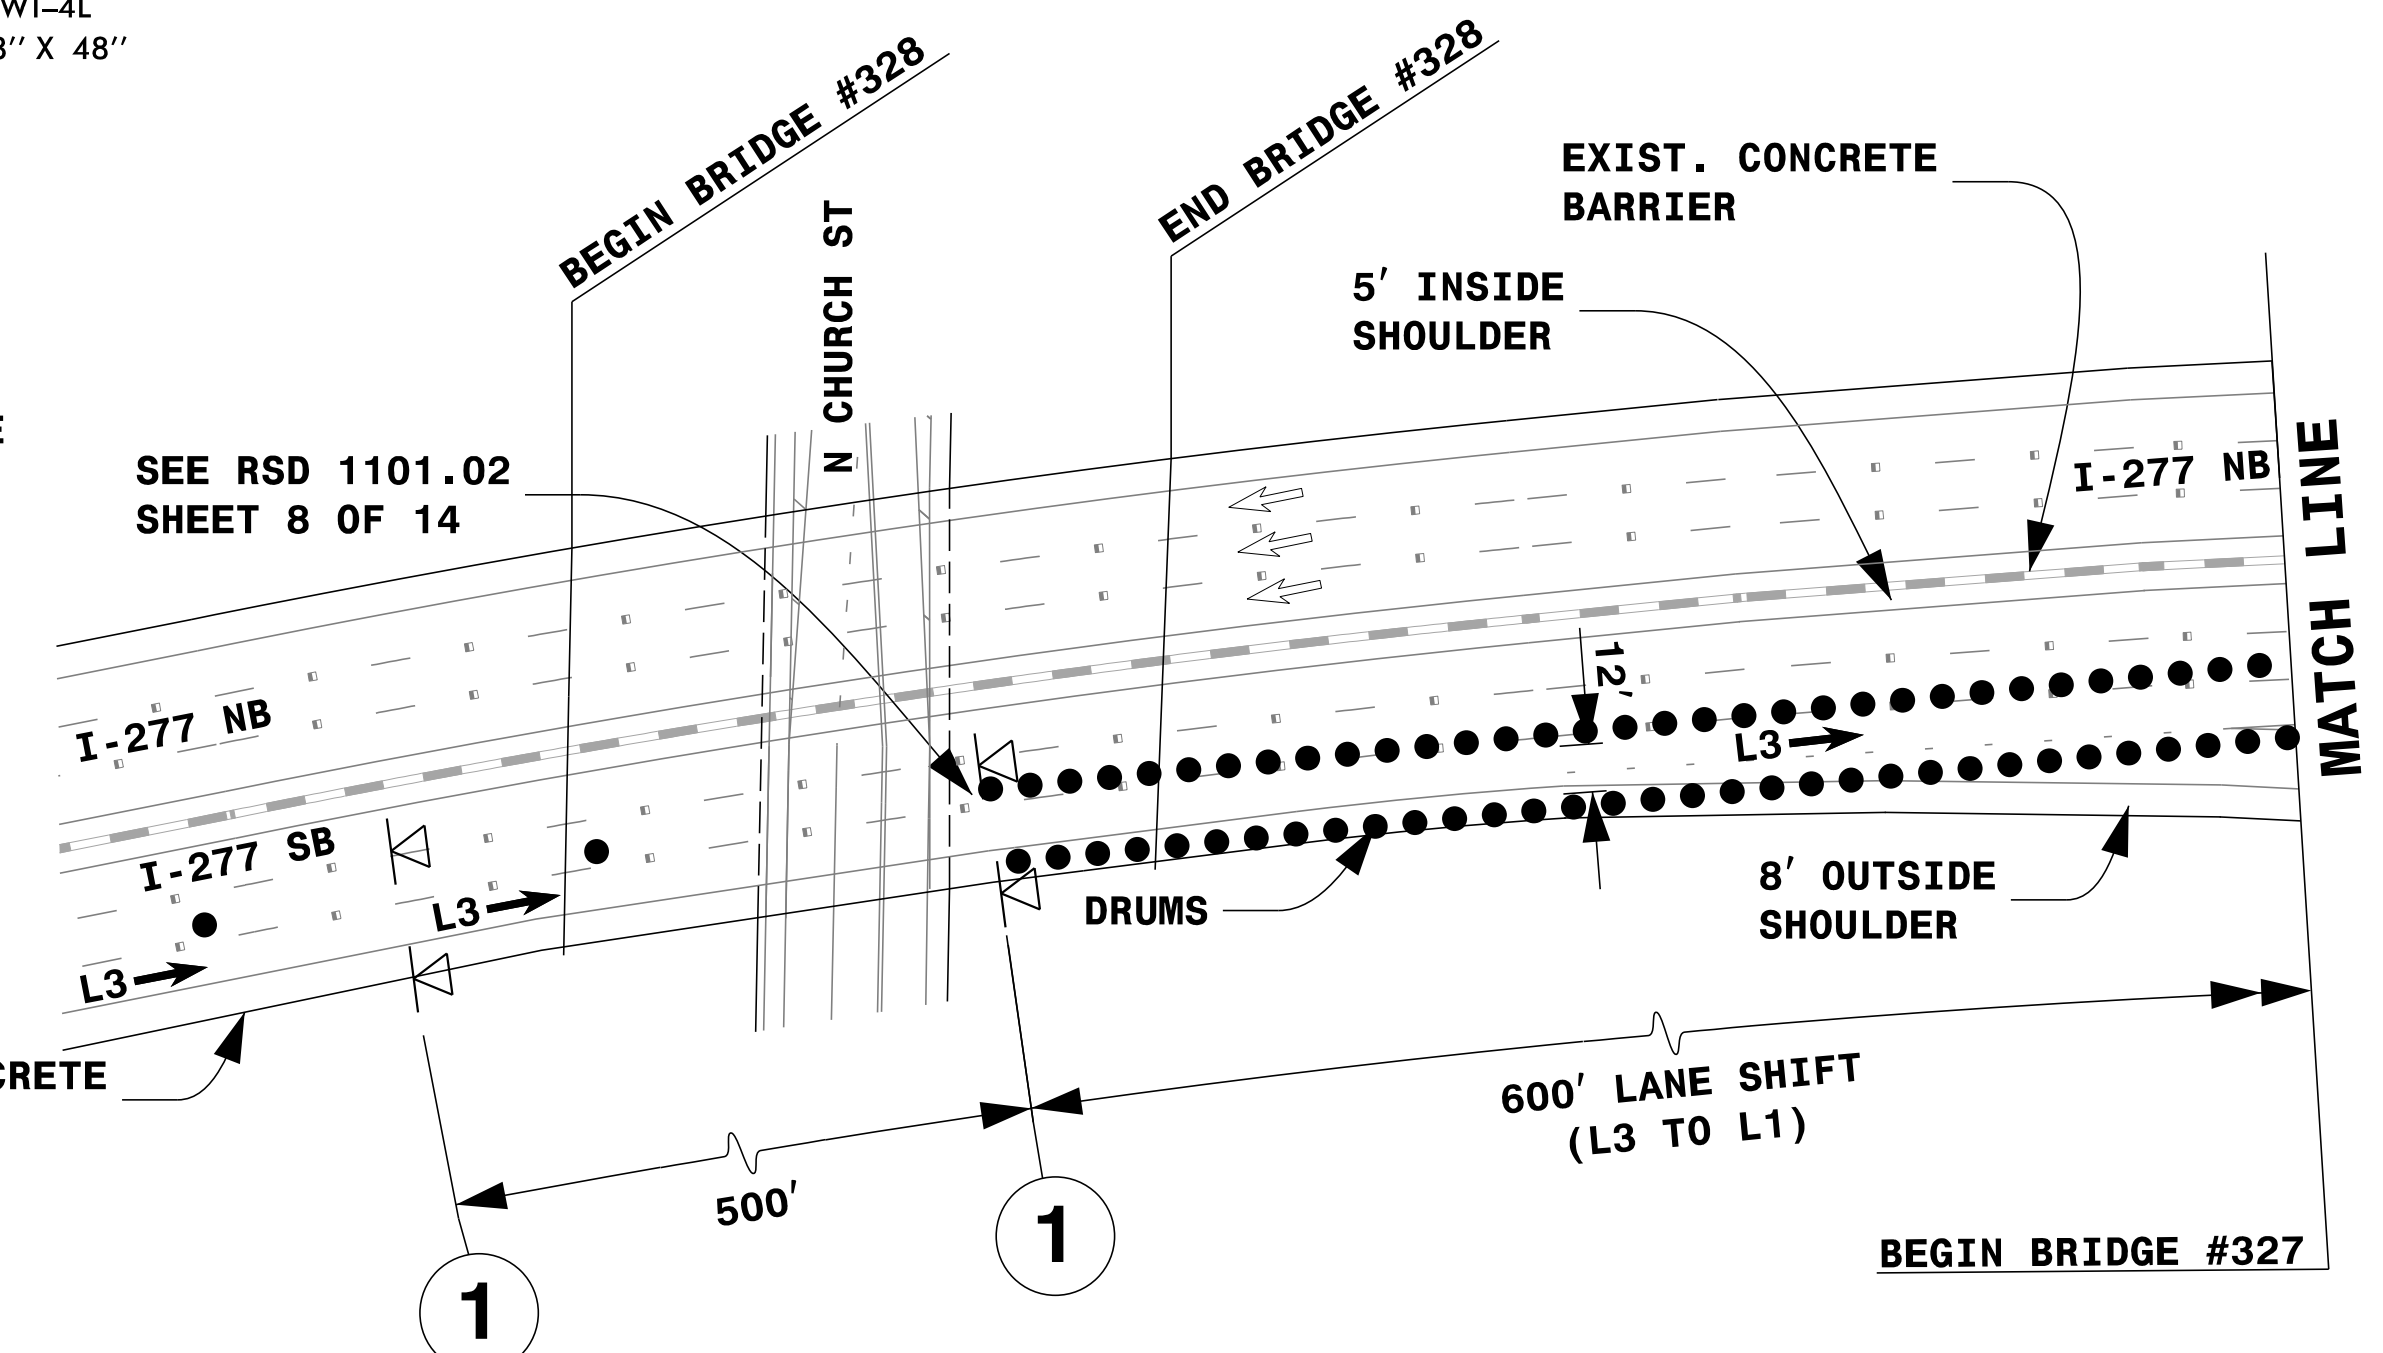 W1-4L
8" X 48"
BEGIN BRIDGE #328
END BRIDGE #328
N CHURCH ST
EXIST. CONCRETE
BARRIER
5' INSIDE
SHOULDER
SEE RSD 1101.02
SHEET 8 OF 14
I-277 NB
I-277 NB
MATCH LINE
12'
L3
I-277 SB
L3
L3
DRUMS
8' OUTSIDE
SHOULDER
CRETE
600' LANE SHIFT
(L3 TO L1)
500'
1
1
BEGIN BRIDGE #327